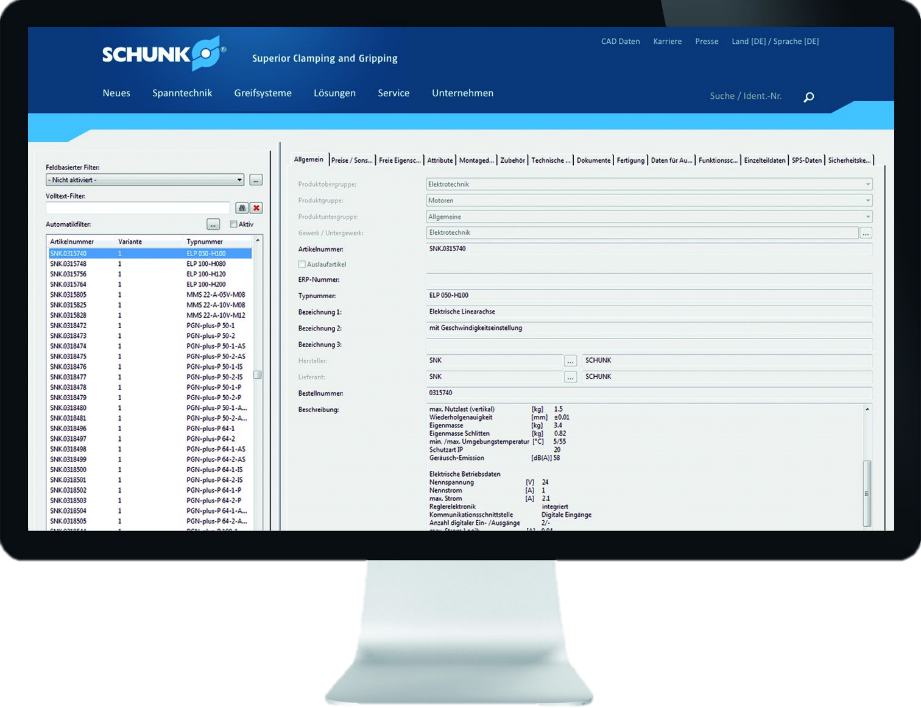 SCHUNK ®
Superior Clamping and Gripping
CAD Daten Karriere Presse Land [DE] / Sprache [DE]
Neues Spanntechnik Greifsysteme Lösungen Service Unternehmen
Suche / Ident.-Nr.
Feldbasierter Filter:
- Nicht aktiviert -
...
Volltext-Filter:
Automatikfilter:
...
Aktiv
Artikelnummer Variante Typnummer
SNK.0315740 1 ELP 050-H100
SNK.0315748 1 ELP 100-H080
SNK.0315756 1 ELP 100-H120
SNK.0315764 1 ELP 100-H200
SNK.0315805 1 MMS 22-A-05V-M08
SNK.0315825 1 MMS 22-A-10V-M08
SNK.0315828 1 MMS 22-A-10V-M12
SNK.0318472 1 PGN-plus-P 50-1
SNK.0318473 1 PGN-plus-P 50-2
SNK.0318474 1 PGN-plus-P 50-1-AS
SNK.0318475 1 PGN-plus-P 50-2-AS
SNK.0318476 1 PGN-plus-P 50-1-IS
SNK.0318477 1 PGN-plus-P 50-2-IS
SNK.0318478 1 PGN-plus-P 50-1-P
SNK.0318479 1 PGN-plus-P 50-2-P
SNK.0318480 1 PGN-plus-P 50-1-A...
SNK.0318481 1 PGN-plus-P 50-2-A...
SNK.0318496 1 PGN-plus-P 64-1
SNK.0318497 1 PGN-plus-P 64-2
SNK.0318498 1 PGN-plus-P 64-1-AS
SNK.0318499 1 PGN-plus-P 64-2-AS
SNK.0318500 1 PGN-plus-P 64-1-IS
SNK.0318501 1 PGN-plus-P 64-2-IS
SNK.0318502 1 PGN-plus-P 64-1-P
SNK.0318503 1 PGN-plus-P 64-2-P
SNK.0318504 1 PGN-plus-P 64-1-A...
SNK.0318505 1 PGN-plus-P 64-2-A...
Allgemein Preise / Sons... Freie Eigensc... Attribute Montaged... Zubehör Technische ... Dokumente Fertigung Daten für Au... Funktionssc... Einzelteildaten SPS-Daten Sicherheitske...
Produktobergruppe: Elektrotechnik
Produktgruppe: Motoren
Produktuntergruppe: Allgemeine
Gewerk / Untergewerk: Elektrotechnik ...
Artikelnummer: SNK.0315740
Auslaufartikel
ERP-Nummer:
Typnummer: ELP 050-H100
Bezeichnung 1: Elektrische Linearachse
Bezeichnung 2: mit Geschwindigkeitseinstellung
Bezeichnung 3:
Hersteller: SNK ... SCHUNK
Lieferant: SNK ... SCHUNK
Bestellnummer: 0315740
Beschreibung: max. Nutzlast (vertikal) [kg] 1.5
Wiederholgenauigkeit [mm] ±0.01
Eigenmasse [kg] 3.4
Eigenmasse Schlitten [kg] 0.82
min. /max. Umgebungstemperatur [°C] 5/55
Schutzart IP 20
Geräusch-Emission [dB(A)] 58
Elektrische Betriebsdaten
Nennspannung [V] 24
Nennstrom [A] 1
max. Strom [A] 2.1
Reglerelektronik integriert
Kommunikationsschnittstelle Digitale Eingänge
Anzahl digitaler Ein- /Ausgänge 2/-